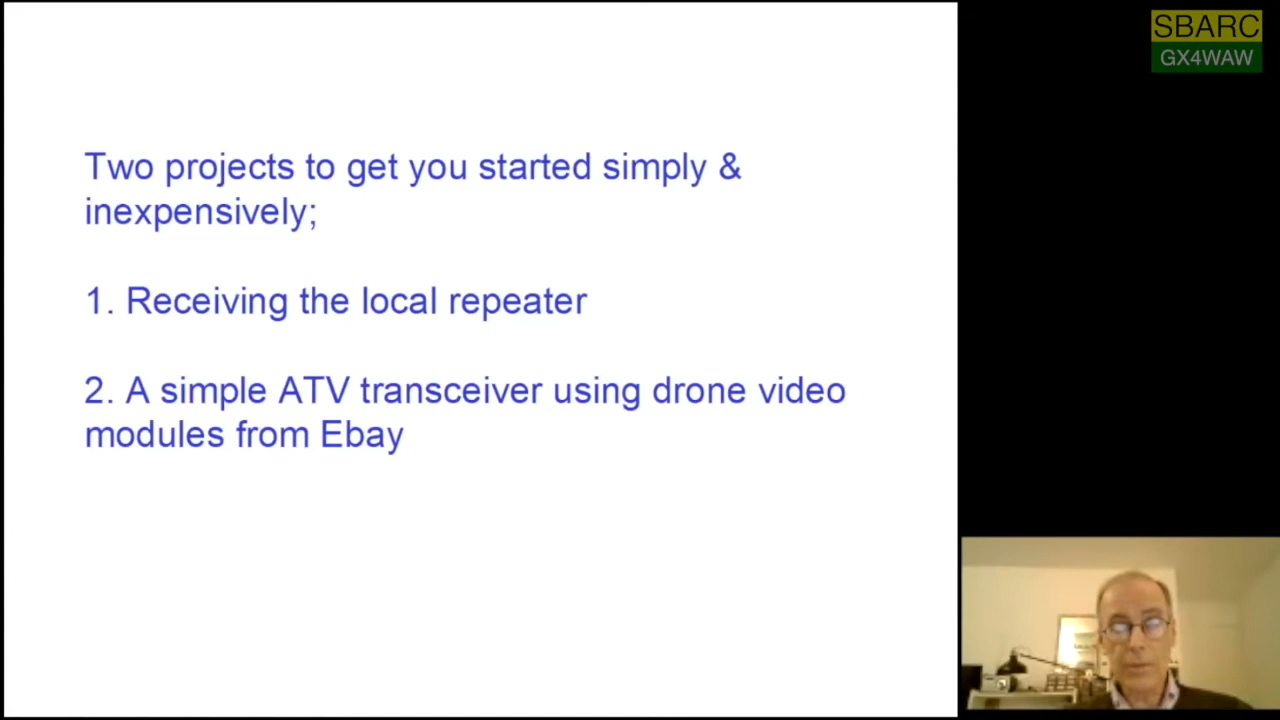 SBARC
GX4WAW
Two projects to get you started simply &
inexpensively;
1. Receiving the local repeater
2. A simple ATV transceiver using drone video
modules from Ebay